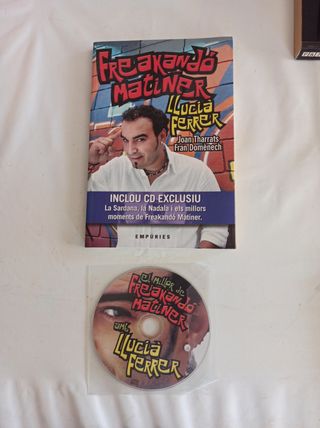 Freakandó
Matiner
Llucià
Ferrer
Joan Tharrats
Fran Domènech
INCLOU CD EXCLUSIU
La Sardana, la Nadala i els millors
moments de Freakandó Matiner.
EMPÚRIES
el millor de
Freakandó
Matiner
amb
Llucià
Ferrer